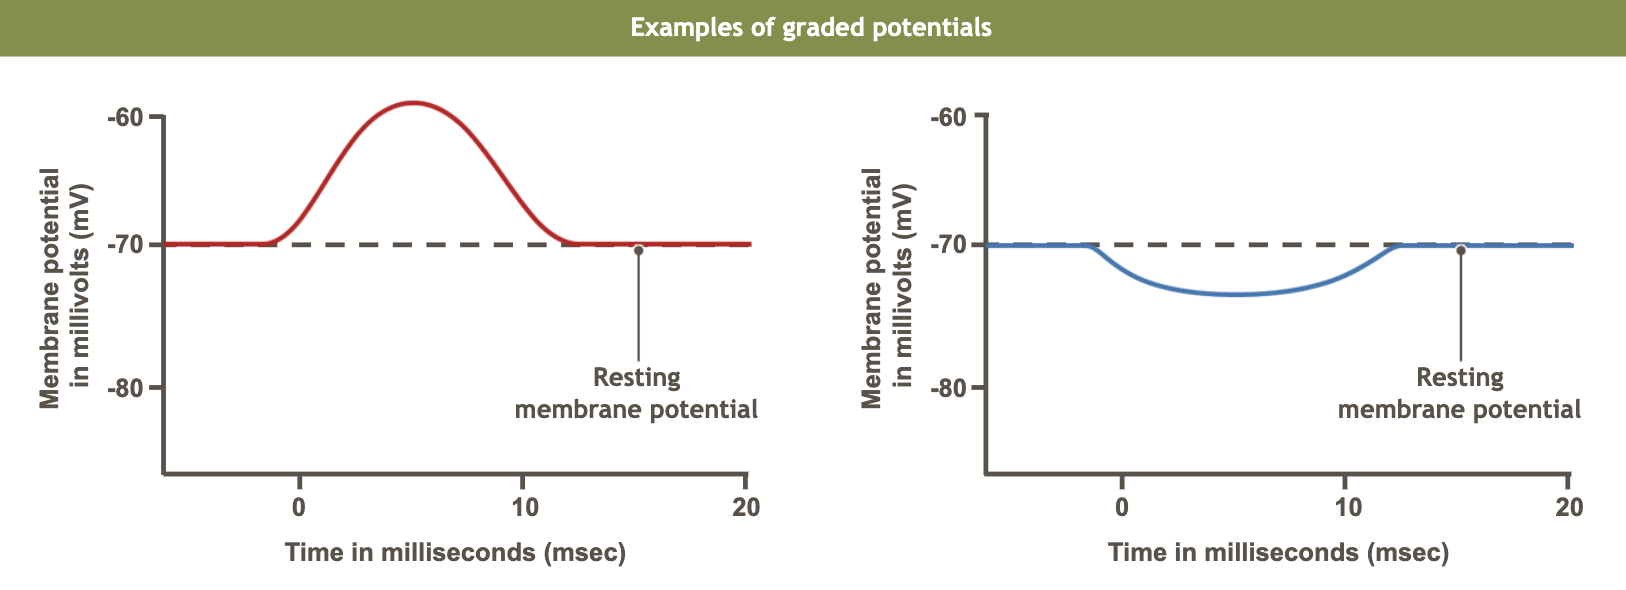 Examples of graded potentials
Membrane potential
in millivolts (mV)
-60
-70
-80
Resting
membrane potential
0
10
20
Time in milliseconds (msec)
Membrane potential
in millivolts (mV)
-60
-70
-80
Resting
membrane potential
0
10
20
Time in milliseconds (msec)